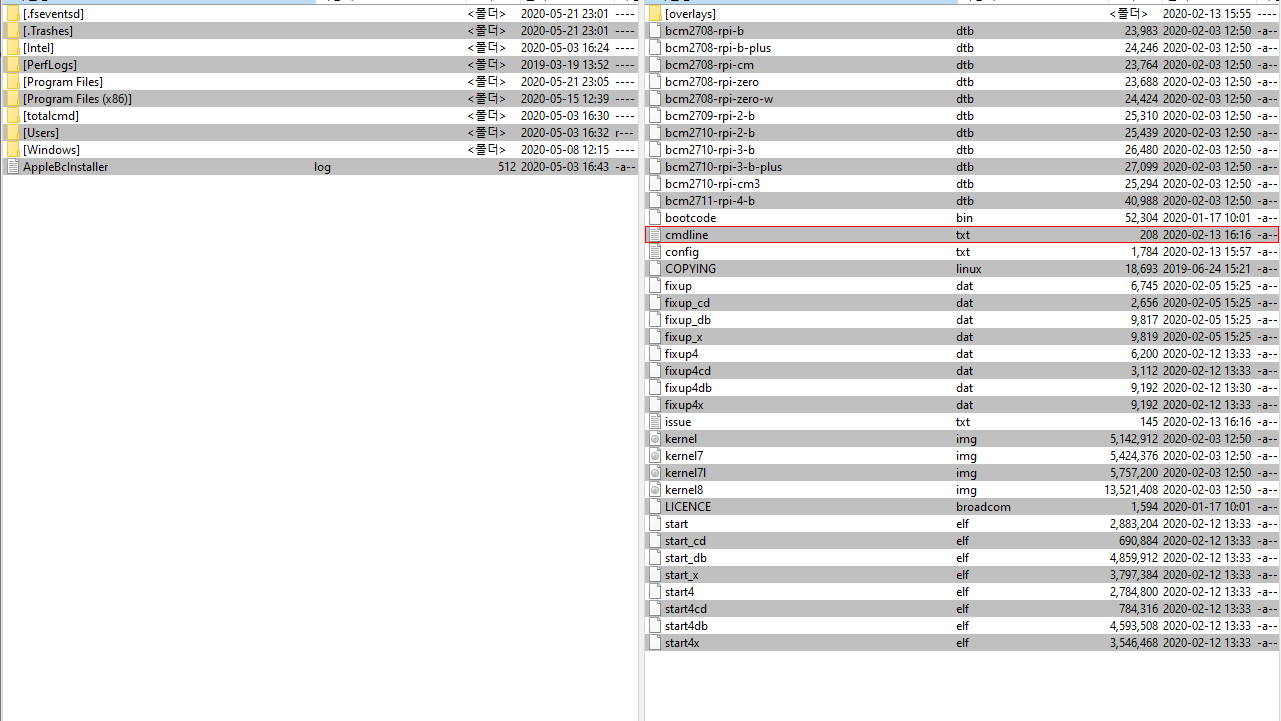 [.fseventsd] <폴더> 2020-05-21 23:01 ----
[.Trashes] <폴더> 2020-05-21 23:01 ----
[Intel] <폴더> 2020-05-03 16:24 ----
[PerfLogs] <폴더> 2019-03-19 13:52 ----
[Program Files] <폴더> 2020-05-21 23:05 ----
[Program Files (x86)] <폴더> 2020-05-15 12:39 ----
[totalcmd] <폴더> 2020-05-03 16:30 ----
[Users] <폴더> 2020-05-03 16:32 r---
[Windows] <폴더> 2020-05-08 12:15 ----
AppleBcInstaller log 512 2020-05-03 16:43 -a--
[overlays] <폴더> 2020-02-13 15:55 ----
bcm2708-rpi-b dtb 23,983 2020-02-03 12:50 -a--
bcm2708-rpi-b-plus dtb 24,246 2020-02-03 12:50 -a--
bcm2708-rpi-cm dtb 23,764 2020-02-03 12:50 -a--
bcm2708-rpi-zero dtb 23,688 2020-02-03 12:50 -a--
bcm2708-rpi-zero-w dtb 24,424 2020-02-03 12:50 -a--
bcm2709-rpi-2-b dtb 25,310 2020-02-03 12:50 -a--
bcm2710-rpi-2-b dtb 25,439 2020-02-03 12:50 -a--
bcm2710-rpi-3-b dtb 26,480 2020-02-03 12:50 -a--
bcm2710-rpi-3-b-plus dtb 27,099 2020-02-03 12:50 -a--
bcm2710-rpi-cm3 dtb 25,294 2020-02-03 12:50 -a--
bcm2711-rpi-4-b dtb 40,988 2020-02-03 12:50 -a--
bootcode bin 52,304 2020-01-17 10:01 -a--
cmdline txt 208 2020-02-13 16:16 -a--
config txt 1,784 2020-02-13 15:57 -a--
COPYING linux 18,693 2019-06-24 15:21 -a--
fixup dat 6,745 2020-02-05 15:25 -a--
fixup_cd dat 2,656 2020-02-05 15:25 -a--
fixup_db dat 9,817 2020-02-05 15:25 -a--
fixup_x dat 9,819 2020-02-05 15:25 -a--
fixup4 dat 6,200 2020-02-12 13:33 -a--
fixup4cd dat 3,112 2020-02-12 13:33 -a--
fixup4db dat 9,192 2020-02-12 13:30 -a--
fixup4x dat 9,192 2020-02-12 13:33 -a--
issue txt 145 2020-02-13 16:16 -a--
kernel img 5,142,912 2020-02-03 12:50 -a--
kernel7 img 5,424,376 2020-02-03 12:50 -a--
kernel7l img 5,757,200 2020-02-03 12:50 -a--
kernel8 img 13,521,408 2020-02-03 12:50 -a--
LICENCE broadcom 1,594 2020-01-17 10:01 -a--
start elf 2,883,204 2020-02-12 13:33 -a--
start_cd elf 690,884 2020-02-12 13:33 -a--
start_db elf 4,859,912 2020-02-12 13:33 -a--
start_x elf 3,797,384 2020-02-12 13:33 -a--
start4 elf 2,784,800 2020-02-12 13:33 -a--
start4cd elf 784,316 2020-02-12 13:33 -a--
start4db elf 4,593,508 2020-02-12 13:33 -a--
start4x elf 3,546,468 2020-02-12 13:33 -a--